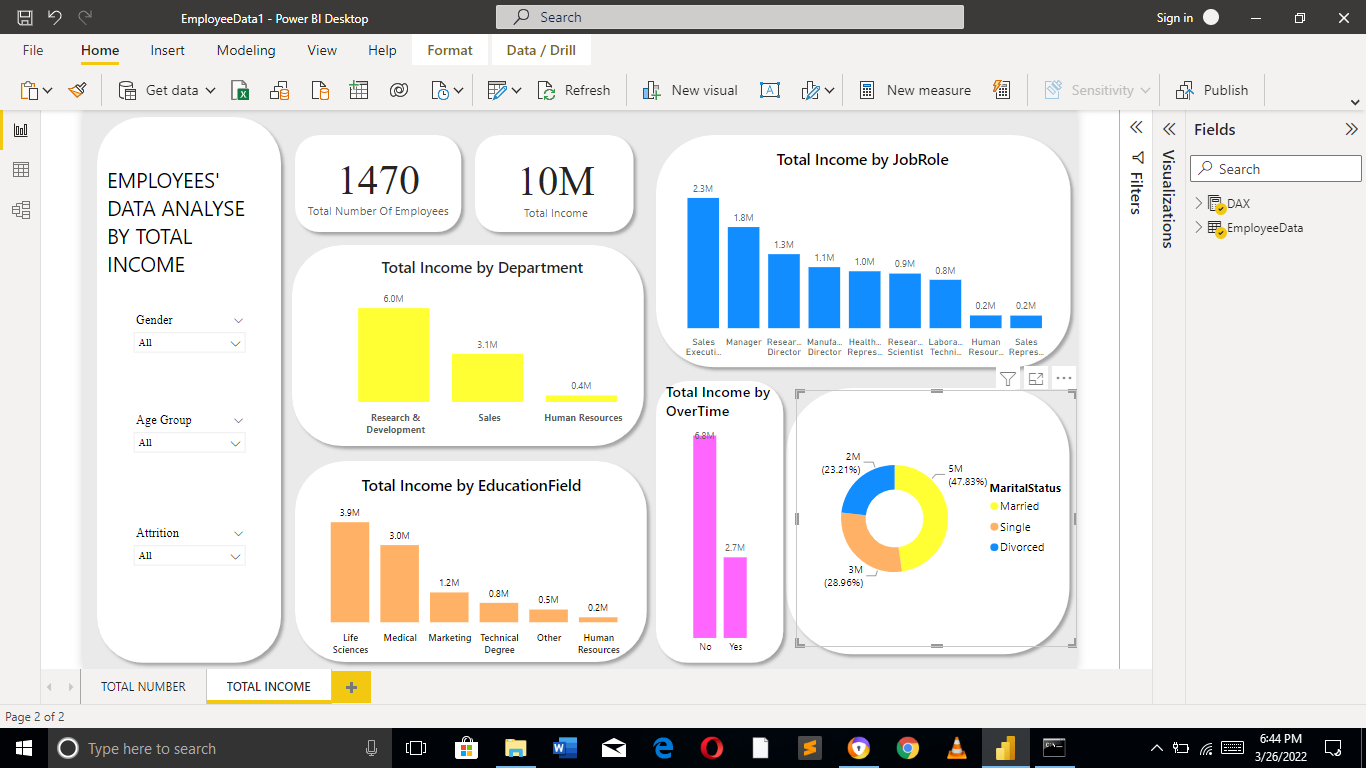 EmployeeData1 - Power BI Desktop
Search
Sign in
File
Home
Insert
Modeling
View
Help
Format
Data / Drill
Get data
Refresh
New visual
New measure
Sensitivity
Publish
EMPLOYEES'
DATA ANALYSE
BY TOTAL
INCOME
Gender
All
Age Group
All
Attrition
All
1470
Total Number Of Employees
10M
Total Income
Total Income by Department
6.0M
3.1M
0.4M
Research &
Development
Sales
Human Resources
Total Income by EducationField
3.9M
3.0M
1.2M
0.8M
0.5M
0.2M
Life
Sciences
Medical
Marketing
Technical
Degree
Other
Human
Resources
Total Income by JobRole
2.3M
1.8M
1.3M
1.1M
1.0M
0.9M
0.8M
0.2M
0.2M
Sales
Executi...
Manager
Resear...
Director
Manufa...
Director
Health...
Repres...
Resear...
Scientist
Labora...
Techni...
Human
Resour...
Sales
Repres...
Total Income by
OverTime
6.8M
2.7M
No
Yes
2M
(23.21%)
5M
(47.83%)
3M
(28.96%)
MaritalStatus
Married
Single
Divorced
Filters
Visualizations
Fields
Search
DAX
EmployeeData
TOTAL NUMBER
TOTAL INCOME
Page 2 of 2
Type here to search
6:44 PM
3/26/2022